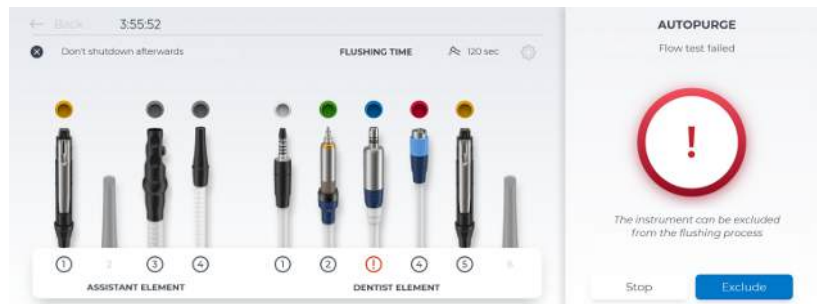 ← Back 3:55:52
Don't shutdown afterwards FLUSHING TIME 120 sec
1 2 3 4 1 2 ! 4 5 6
ASSISTANT ELEMENT DENTIST ELEMENT
AUTOPURGE
Flow test failed
!
The instrument can be excluded
from the flushing process
Stop Exclude